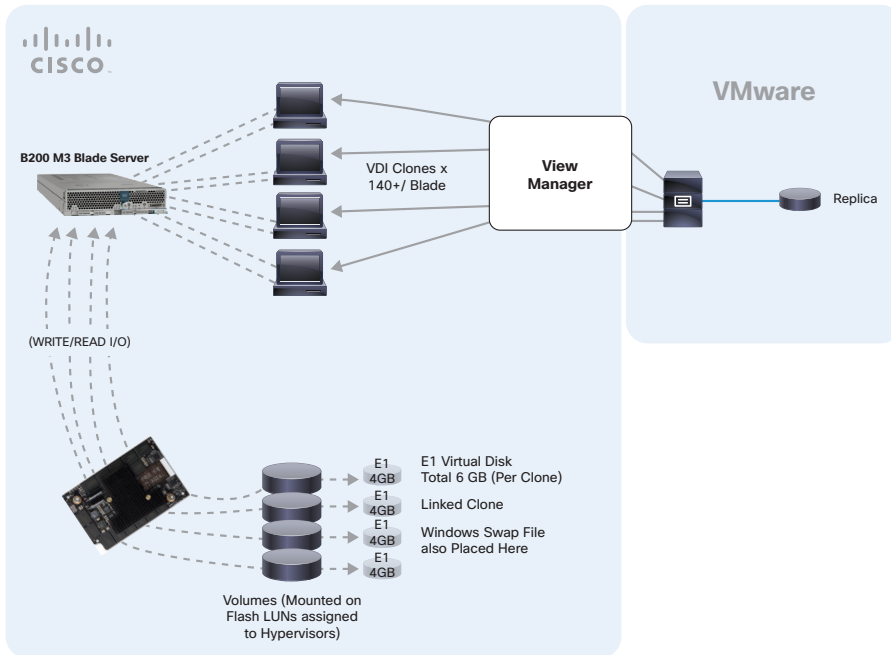 CISCO
VMware
B200 M3 Blade Server
VDI Clones x
140+/ Blade
View
Manager
Replica
(WRITE/READ I/O)
E1
4GB
E1
4GB
E1
4GB
E1
4GB
E1 Virtual Disk
Total 6 GB (Per Clone)
Linked Clone
Windows Swap File
also Placed Here
Volumes (Mounted on
Flash LUNs assigned
to Hypervisors)